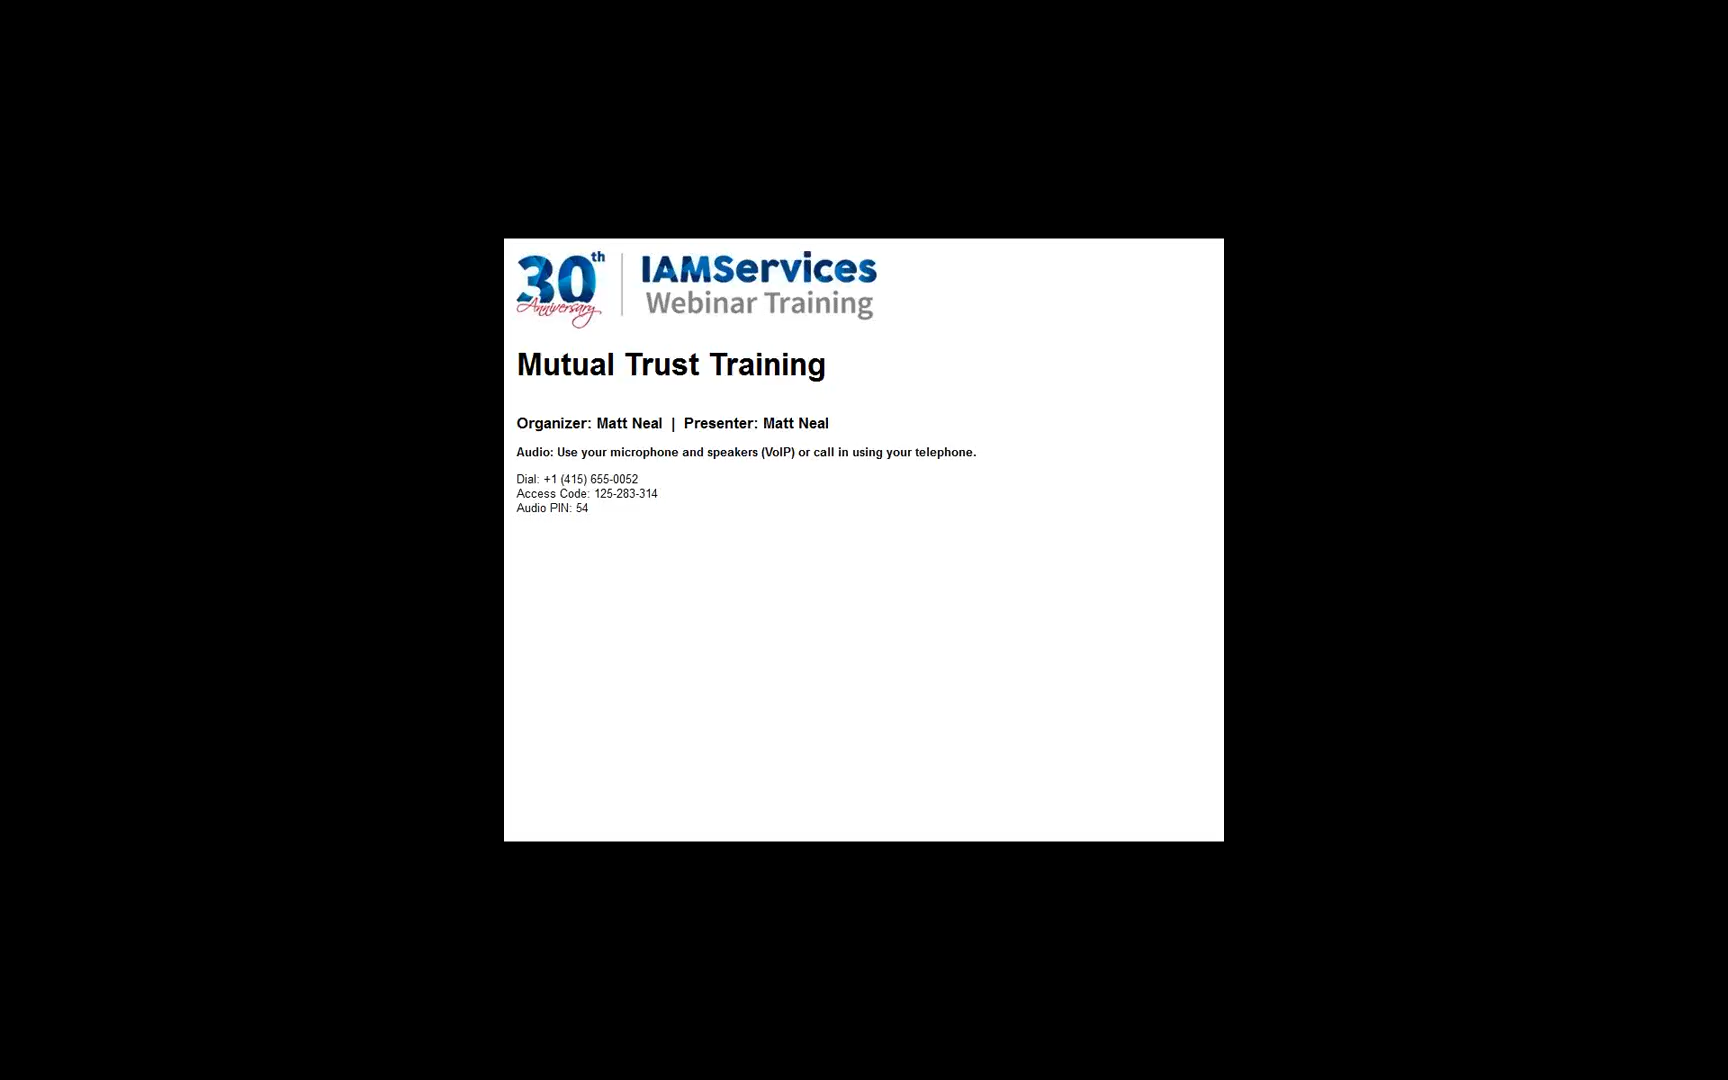 30th
Anniversary
IAMServices
Webinar Training
Mutual Trust Training
Organizer: Matt Neal | Presenter: Matt Neal
Audio: Use your microphone and speakers (VoIP) or call in using your telephone.
Dial: +1 (415) 655-0052
Access Code: 125-283-314
Audio PIN: 54